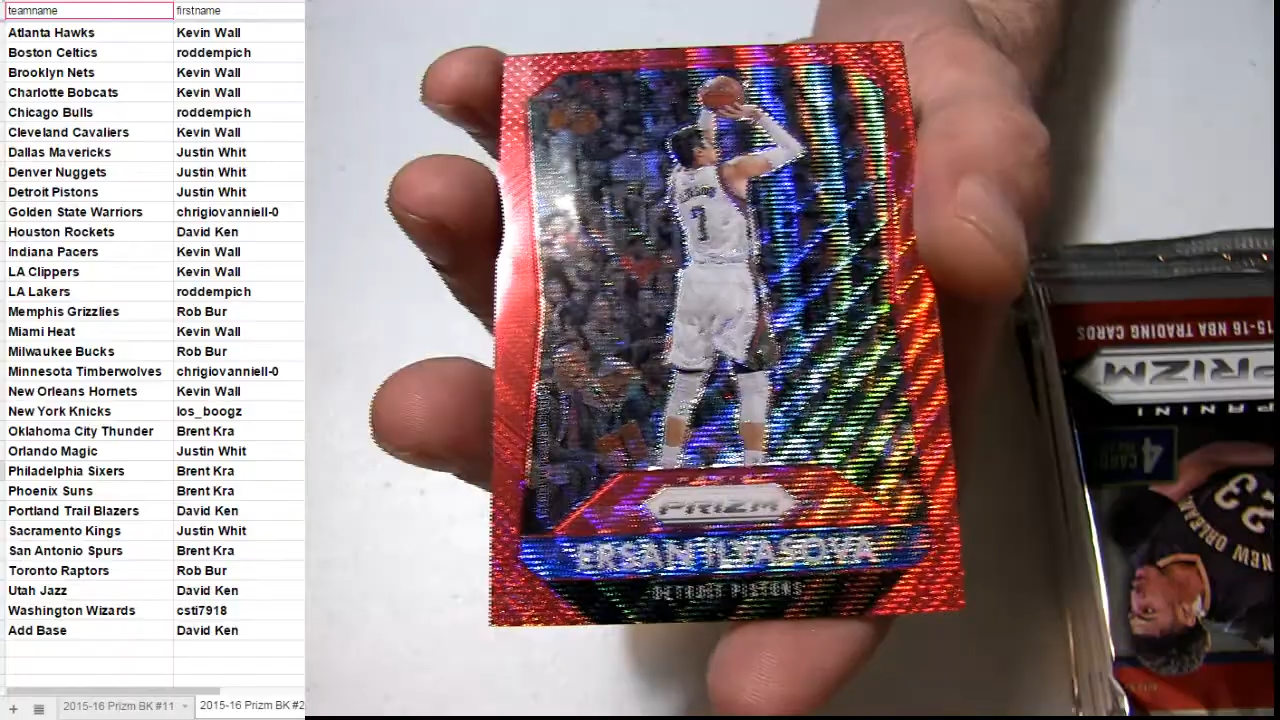 teamname firstname
Atlanta Hawks Kevin Wall
Boston Celtics roddempich
Brooklyn Nets Kevin Wall
Charlotte Bobcats Kevin Wall
Chicago Bulls roddempich
Cleveland Cavaliers Kevin Wall
Dallas Mavericks Justin Whit
Denver Nuggets Justin Whit
Detroit Pistons Justin Whit
Golden State Warriors chrigiovanniell-0
Houston Rockets David Ken
Indiana Pacers Kevin Wall
LA Clippers Kevin Wall
LA Lakers roddempich
Memphis Grizzlies Rob Bur
Miami Heat Kevin Wall
Milwaukee Bucks Rob Bur
Minnesota Timberwolves chrigiovanniell-0
New Orleans Hornets Kevin Wall
New York Knicks los_boogz
Oklahoma City Thunder Brent Kra
Orlando Magic Justin Whit
Philadelphia Sixers Brent Kra
Phoenix Suns Brent Kra
Portland Trail Blazers David Ken
Sacramento Kings Justin Whit
San Antonio Spurs Brent Kra
Toronto Raptors Rob Bur
Utah Jazz David Ken
Washington Wizards csti7918
Add Base David Ken
2015-16 Prizm BK #11 2015-16 Prizm BK #2
7
PRIZM
ERSAN ILYASOVA
DETROIT PISTONS
15-16 NBA TRADING CARDS
PRIZM
PANINI
4
NEW ORLEAN
23